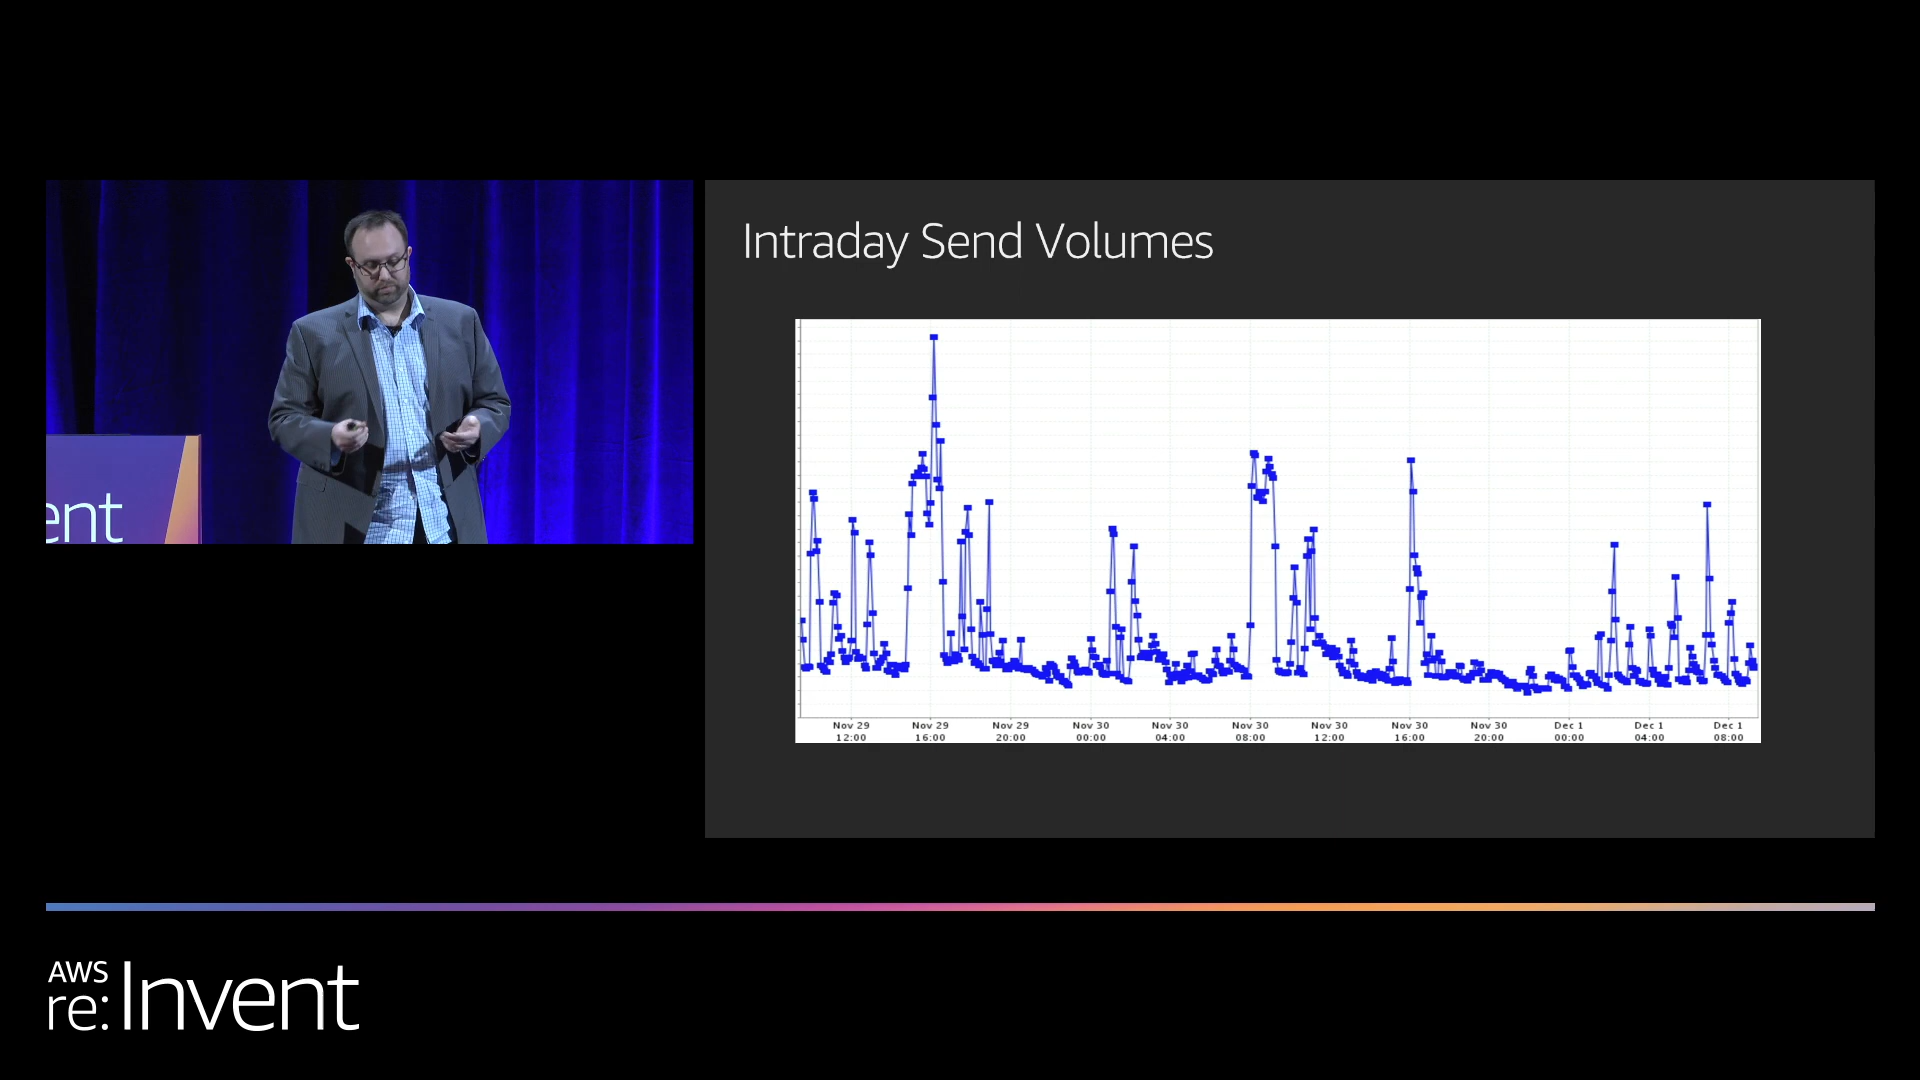 ent
Intraday Send Volumes
Nov 29 Nov 29 Nov 29 Nov 30 Nov 30 Nov 30 Nov 30 Nov 30 Nov 30 Dec 1 Dec 1 Dec 1
12:00 16:00 20:00 00:00 04:00 08:00 12:00 16:00 20:00 00:00 04:00 08:00
AWS
re:Invent